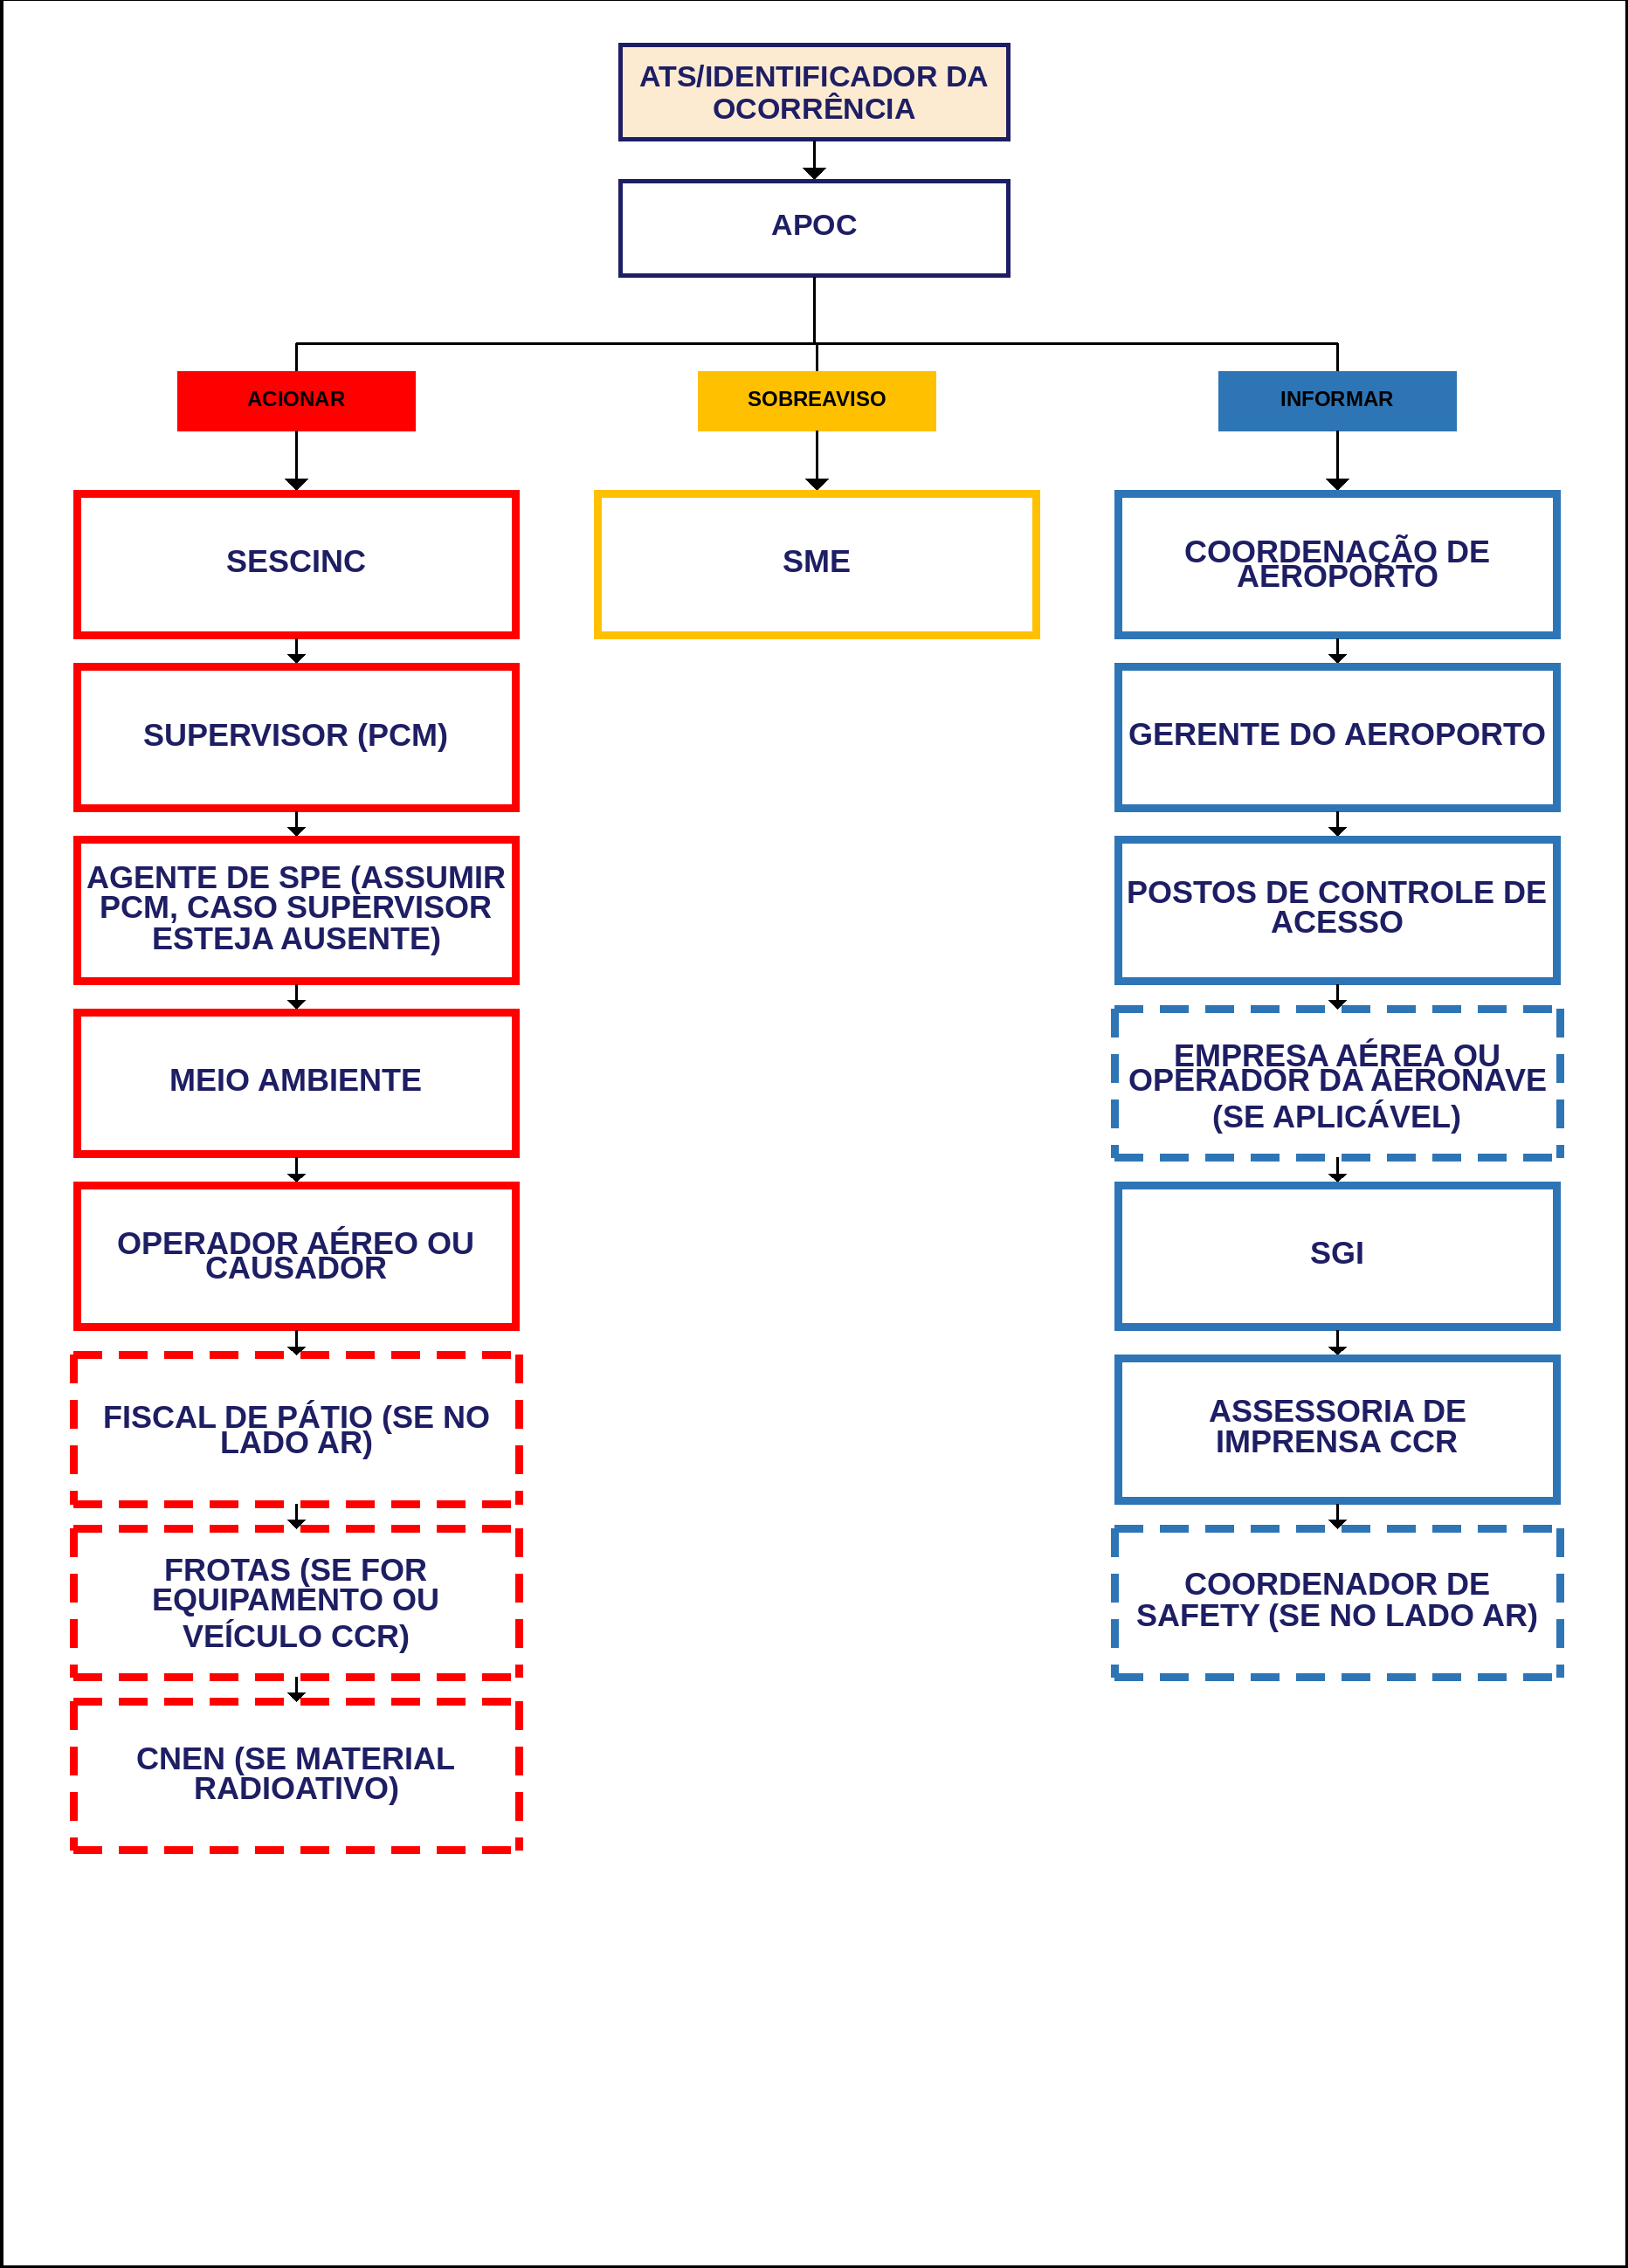 ATS/IDENTIFICADOR DA
OCORRÊNCIA
APOC
ACIONAR
SOBREAVISO
INFORMAR
SESCINC
SME
COORDENAÇÃO DE
AEROPORTO
SUPERVISOR (PCM)
GERENTE DO AEROPORTO
AGENTE DE SPE (ASSUMIR
PCM, CASO SUPERVISOR
ESTEJA AUSENTE)
POSTOS DE CONTROLE DE
ACESSO
MEIO AMBIENTE
EMPRESA AÉREA OU
OPERADOR DA AERONAVE
(SE APLICÁVEL)
OPERADOR AÉREO OU
CAUSADOR
SGI
FISCAL DE PÁTIO (SE NO
LADO AR)
ASSESSORIA DE
IMPRENSA CCR
FROTAS (SE FOR
EQUIPAMENTO OU
VEÍCULO CCR)
COORDENADOR DE
SAFETY (SE NO LADO AR)
CNEN (SE MATERIAL
RADIOATIVO)